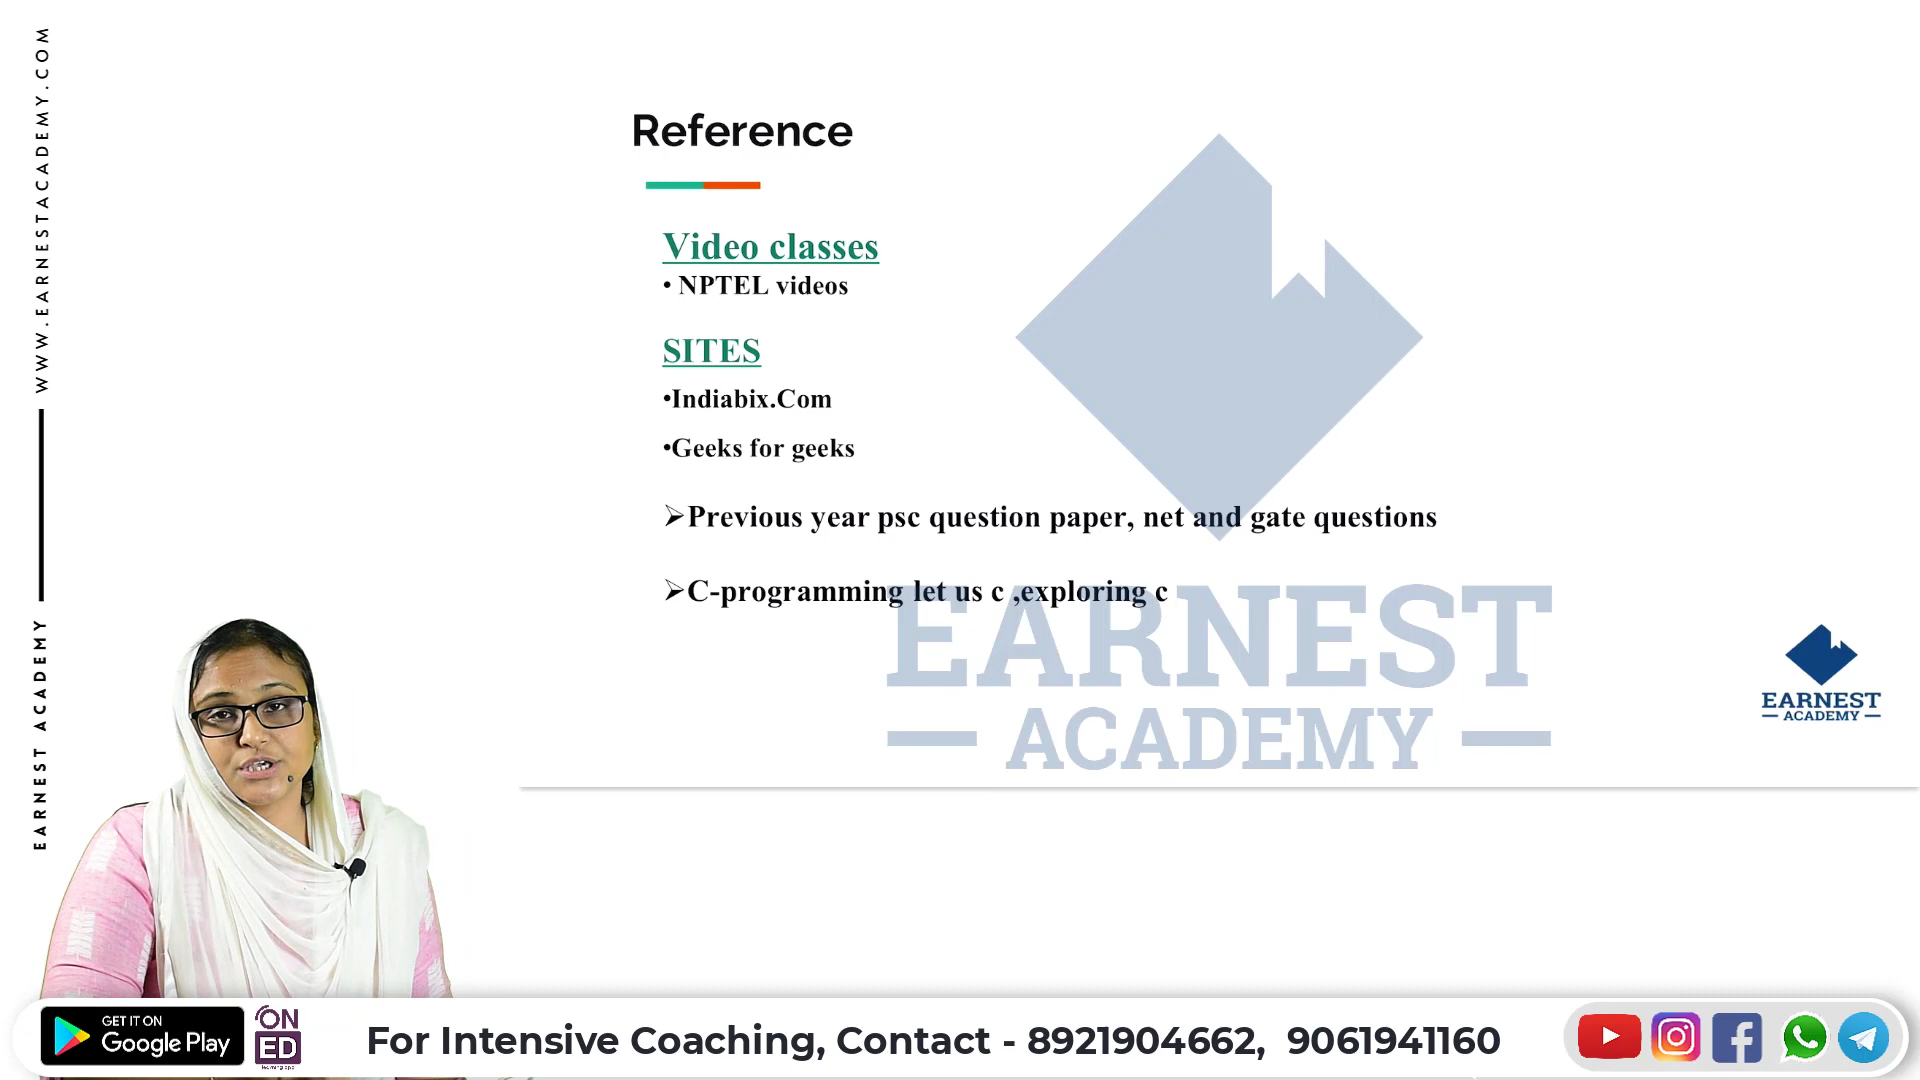 WWW.EARNESTACADEMY.COM
EARNEST ACADEMY
Reference
Video classes
• NPTEL videos
SITES
•Indiabix.Com
•Geeks for geeks
➢Previous year psc question paper, net and gate questions
➢C-programming let us c ,exploring c
EARNEST
ACADEMY
EARNEST
ACADEMY
GET IT ON
Google Play
ON
ED
For Intensive Coaching, Contact - 8921904662, 9061941160